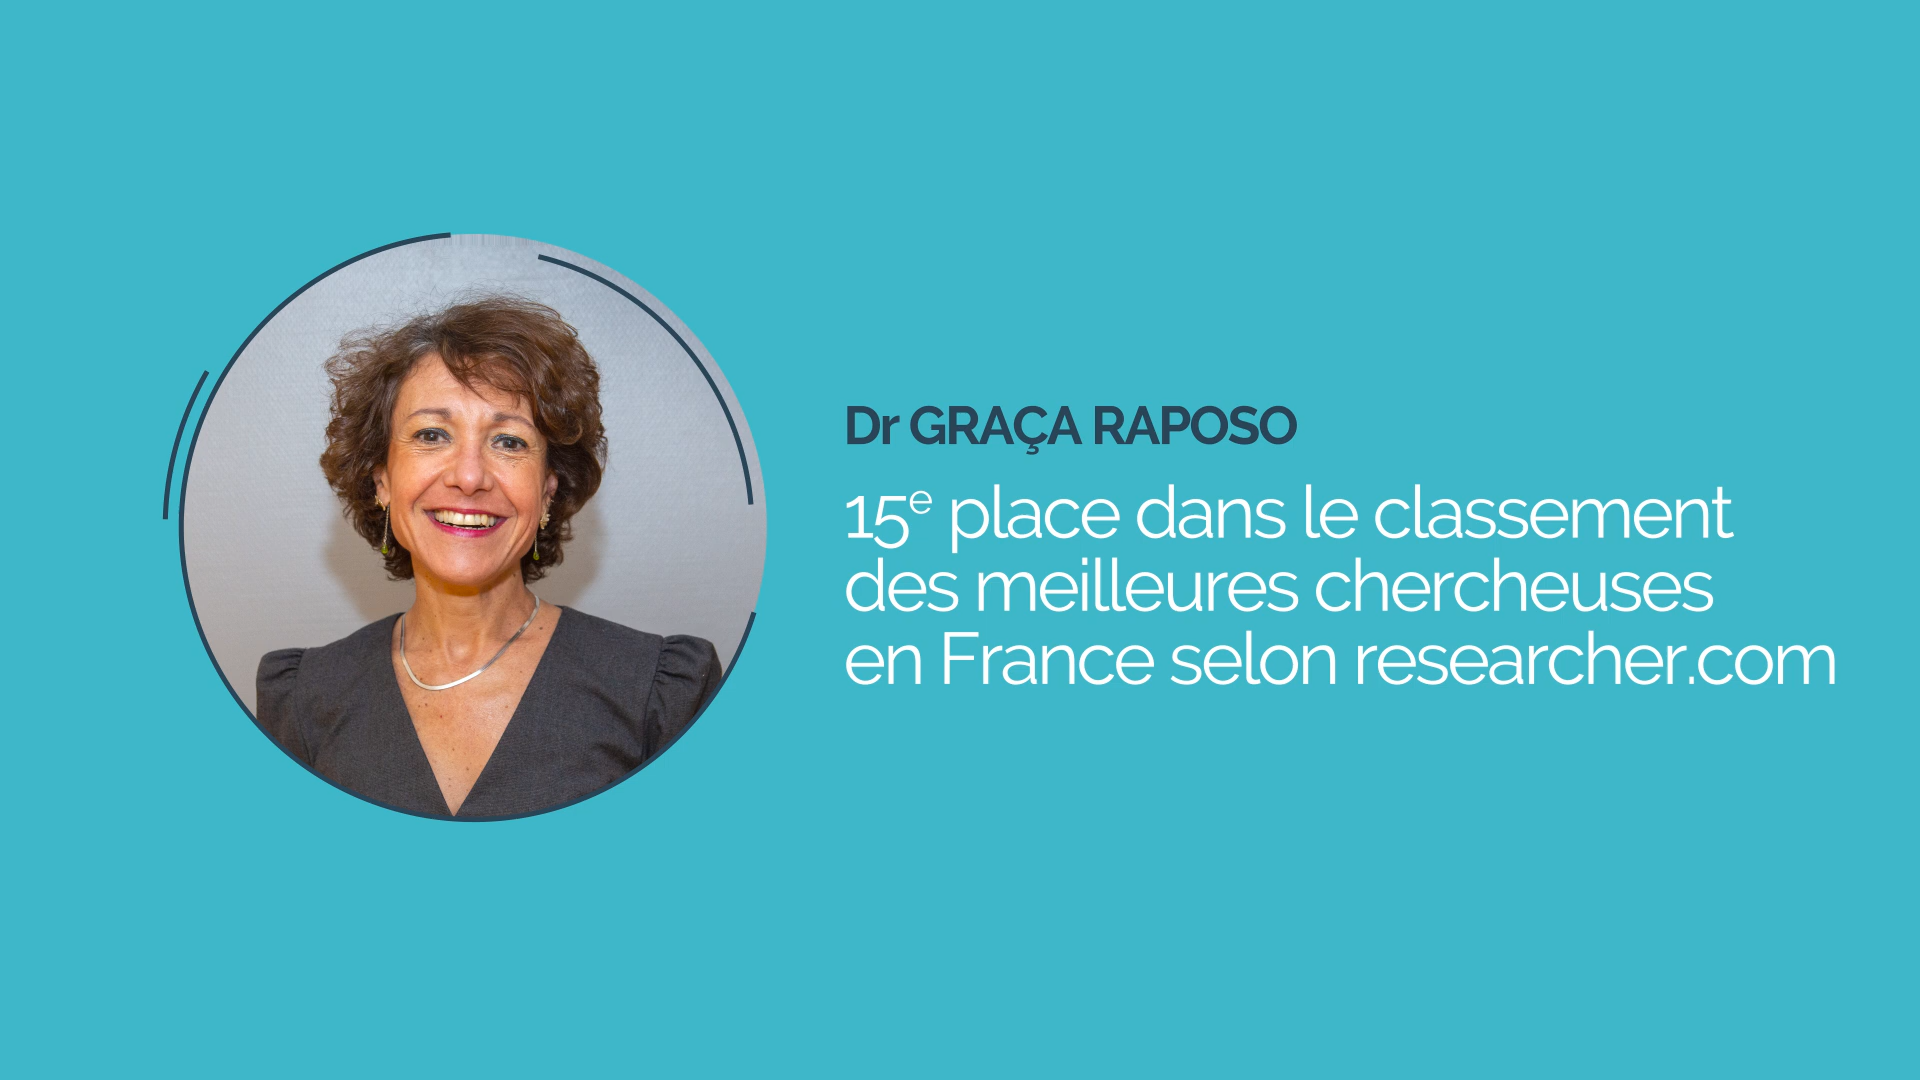 Dr GRAÇA RAPOSO
15e place dans le classement
des meilleures chercheuses
en France selon researcher.com